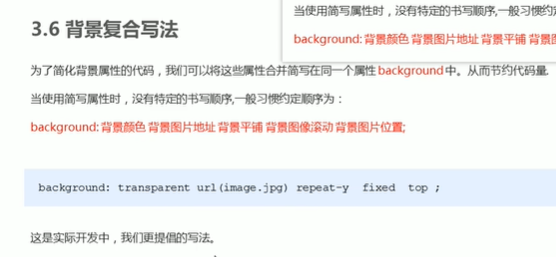 3.6 背景复合写法
为了简化背景属性的代码，我们可以将这些属性合并简写在同一个属性 background 中。从而节约代码量.
当使用简写属性时，没有特定的书写顺序,一般习惯约定顺序为：
background: 背景颜色 背景图片地址 背景平铺 背景图像滚动 背景图片位置;
background: transparent url(image.jpg) repeat-y fixed top ;
这是实际开发中，我们更提倡的写法。
当使用简写属性时，没有特定的书写顺序,一般习惯约定
background: 背景颜色 背景图片地址 背景平铺 背景